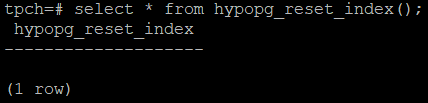 tpch=# select * from hypopg_reset_index();
 hypopg_reset_index
--------------------

(1 row)